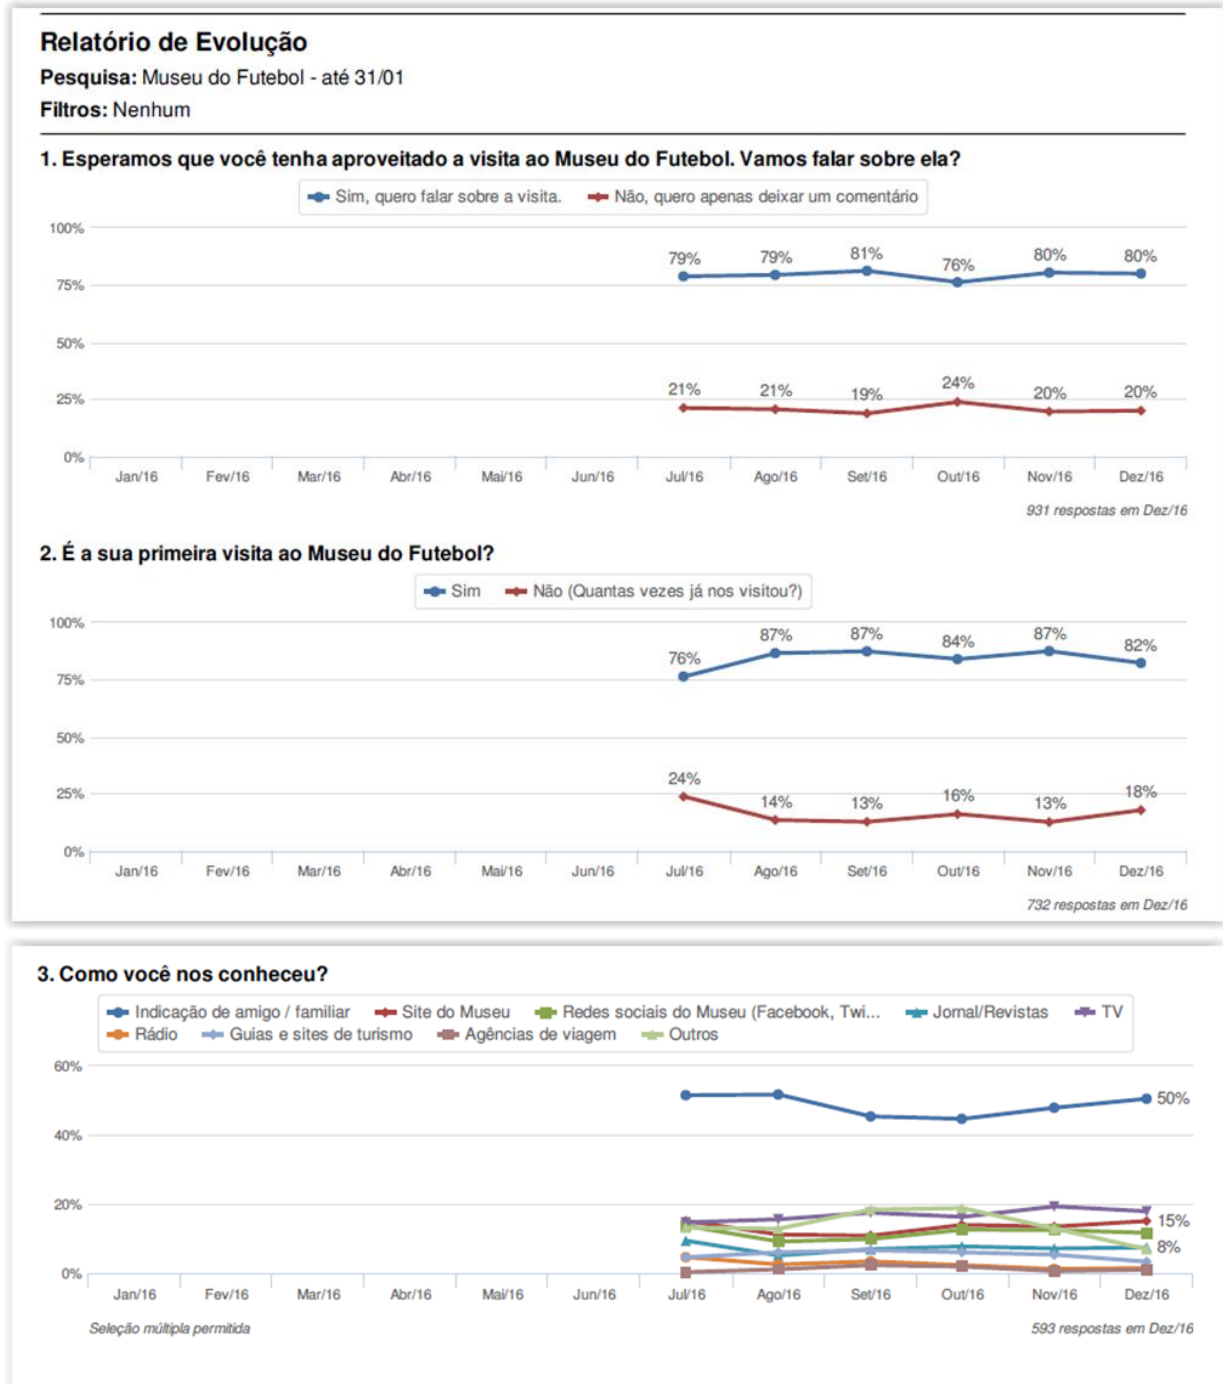 Relatório de Evolução
Pesquisa: Museu do Futebol - até 31/01
Filtros: Nenhum
1. Esperamos que você tenha aproveitado a visita ao Museu do Futebol. Vamos falar sobre ela?
Sim, quero falar sobre a visita. Não, quero apenas deixar um comentário
100%
79% 79% 81% 76% 80% 80%
75%
50%
21% 21% 19% 24% 20% 20%
25%
0%
Jan/16 Fev/16 Mar/16 Abr/16 Mai/16 Jun/16 Jul/16 Ago/16 Set/16 Out/16 Nov/16 Dez/16
931 respostas em Dez/16
2. É a sua primeira visita ao Museu do Futebol?
Sim Não (Quantas vezes já nos visitou?)
100%
76% 87% 87% 84% 87% 82%
75%
50%
24% 14% 13% 16% 13% 18%
25%
0%
Jan/16 Fev/16 Mar/16 Abr/16 Mai/16 Jun/16 Jul/16 Ago/16 Set/16 Out/16 Nov/16 Dez/16
732 respostas em Dez/16
3. Como você nos conheceu?
Indicação de amigo / familiar Site do Museu Redes sociais do Museu (Facebook, Twi... Jornal/Revistas TV
Rádio Guias e sites de turismo Agências de viagem Outros
60%
50%
40%
20%
15%
8%
0%
Jan/16 Fev/16 Mar/16 Abr/16 Mai/16 Jun/16 Jul/16 Ago/16 Set/16 Out/16 Nov/16 Dez/16
Seleção múltipla permitida 593 respostas em Dez/16